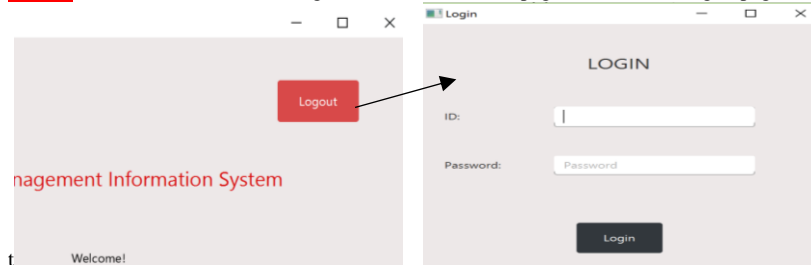 Login
LOGIN
Logout
ID:
Password:
Password
nagement Information System
Login
t
Welcome!